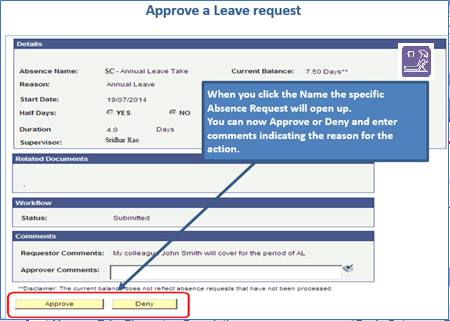 Approve a Leave request
Details
Absence Name: SC - Annual Leave Take Current Balance: 7.50 Days**
Reason: Annual Leave
Start Date: 19/07/2014
Half Days: YES NO
Duration 4.0 Days
Supervisor: Sridhar Rao
When you click the Name the specific
Absence Request will open up.
You can now Approve or Deny and enter
comments indicating the reason for the
action.
Related Documents
Workflow
Status: Submitted
Comments
Requestor Comments: My colleague John Smith will cover for the period of AL
Approver Comments:
**Disclaimer: The current balance does not reflect absence requests that have not been processed.
Approve Deny